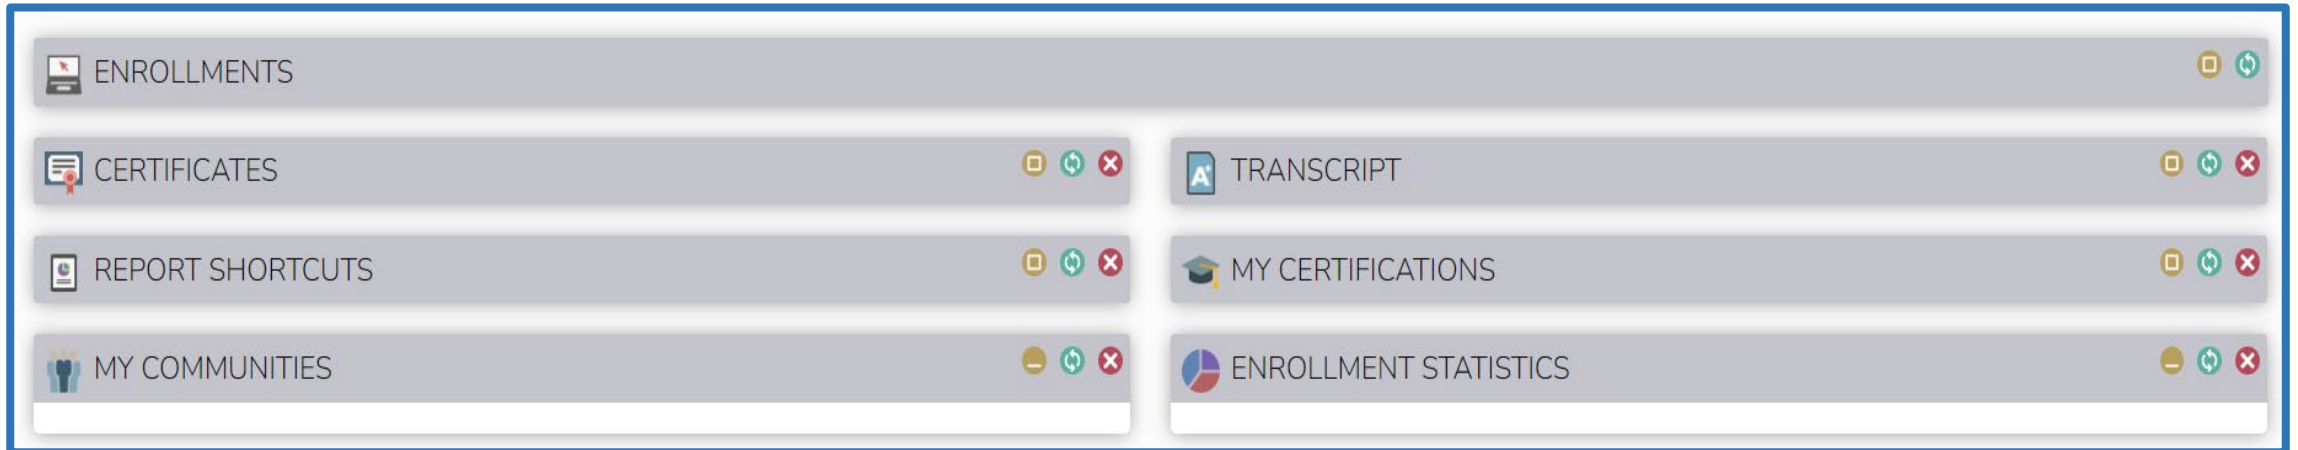 ENROLLMENTS
CERTIFICATES
TRANSCRIPT
REPORT SHORTCUTS
MY CERTIFICATIONS
MY COMMUNITIES
ENROLLMENT STATISTICS